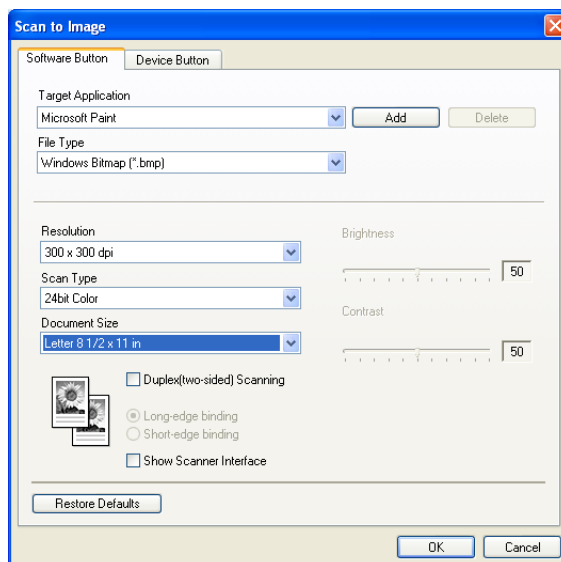 Scan to Image
Software Button Device Button
Target Application
Microsoft Paint Add Delete
File Type
Windows Bitmap (*.bmp)
Resolution Brightness
300 x 300 dpi 50
Scan Type
24bit Color Contrast
Document Size
Letter 8 1/2 x 11 in 50
Duplex(two-sided) Scanning
Long-edge binding
Short-edge binding
Show Scanner Interface
Restore Defaults
OK Cancel